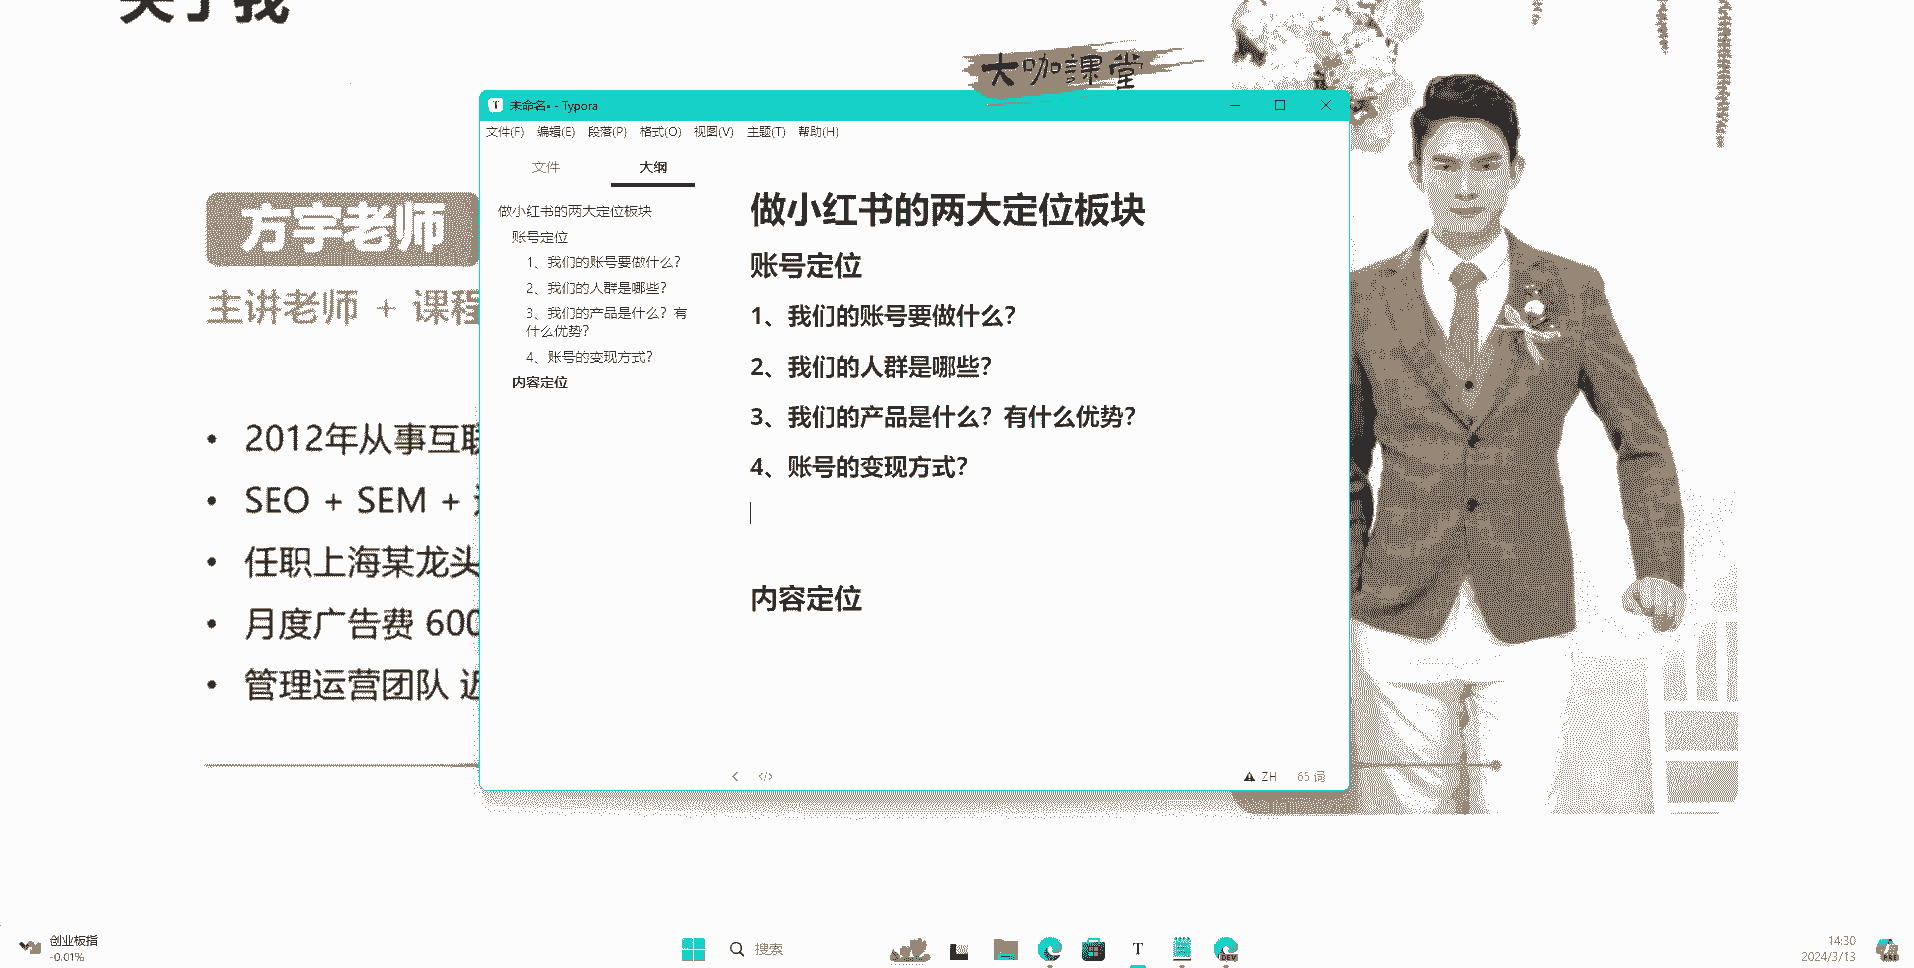 关于我
大咖課堂
方宇老师
主讲老师 + 课程
2012年从事互联
SEO + SEM +
任职上海某龙头
月度广告费 600
管理运营团队 近
未命名• - Typora
文件(F) 编辑(E) 段落(P) 格式(O) 视图(V) 主题(T) 帮助(H)
文件 大纲
做小红书的两大定位板块
账号定位
1、我们的账号要做什么?
2、我们的人群是哪些?
3、我们的产品是什么? 有
什么优势?
4、账号的变现方式?
内容定位
做小红书的两大定位板块
账号定位
1、我们的账号要做什么?
2、我们的人群是哪些?
3、我们的产品是什么? 有什么优势?
4、账号的变现方式?
内容定位
ZH 65 词
创业板指
-0.01%
搜索
DEV
14:30
2024/3/13
PRE